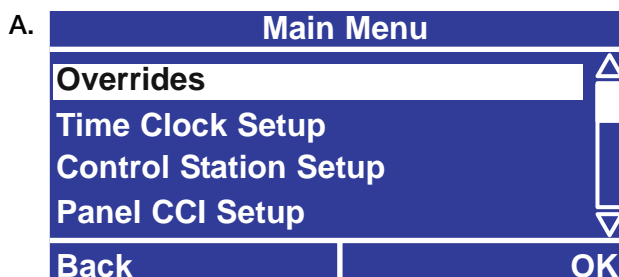 A.
Main Menu
Overrides
Time Clock Setup
Control Station Setup
Panel CCI Setup
Back OK